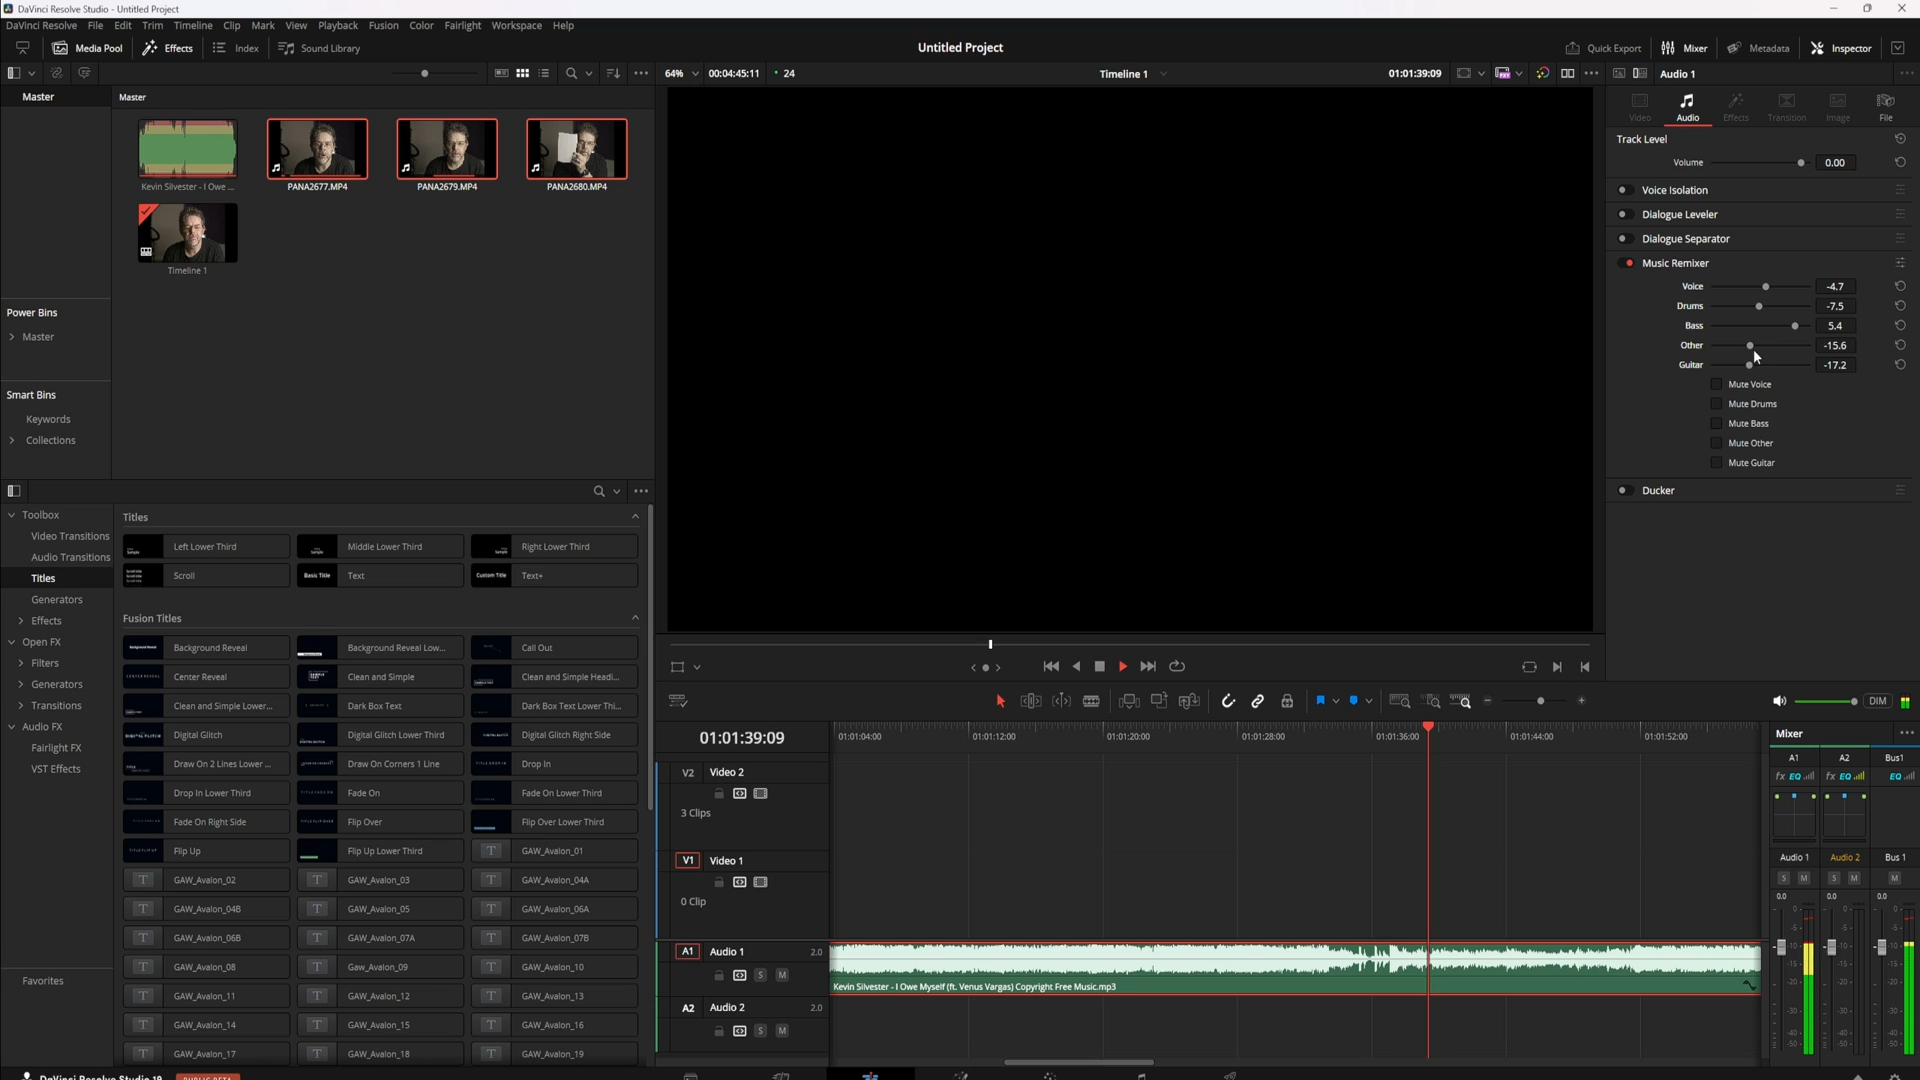 DaVinci Resolve Studio - Untitled Project
DaVinci Resolve File Edit Trim Timeline Clip Mark View Playback Fusion Color Fairlight Workspace Help
Media Pool Effects Index Sound Library Untitled Project Quick Export Mixer Metadata Inspector
64% 00:04:45:11 24 Timeline 1 01:01:39:09 Audio 1
Master
Master
Kevin Silvester - I Owe ...
PANA2677.MP4
PANA2679.MP4
PANA2680.MP4
Timeline 1
Power Bins
Master
Smart Bins
Keywords
Collections
Video Audio Effects Transition Image File
Track Level
Volume 0.00
Voice Isolation
Dialogue Leveler
Dialogue Separator
Music Remixer
Voice -4.7
Drums -7.5
Bass 5.4
Other -15.6
Guitar -17.2
Mute Voice
Mute Drums
Mute Bass
Mute Other
Mute Guitar
Ducker
Toolbox
Video Transitions
Audio Transitions
Titles
Generators
Effects
Open FX
Filters
Generators
Transitions
Audio FX
Fairlight FX
VST Effects
Favorites
Titles
Left Lower Third Middle Lower Third Right Lower Third
Scroll Basic Title Text Custom Title Text+
Fusion Titles
Background Reveal Background Reveal Low... Call Out
Center Reveal Clean and Simple Clean and Simple Headi...
Clean and Simple Lower... Dark Box Text Dark Box Text Lower Thi...
Digital Glitch Digital Glitch Lower Third Digital Glitch Right Side
Draw On 2 Lines Lower ... Draw On Corners 1 Line Drop In
Drop In Lower Third Fade On Fade On Lower Third
Fade On Right Side Flip Over Flip Over Lower Third
Flip Up Flip Up Lower Third T GAW_Avalon_01
T GAW_Avalon_02 T GAW_Avalon_03 T GAW_Avalon_04A
T GAW_Avalon_04B T GAW_Avalon_05 T GAW_Avalon_06A
T GAW_Avalon_06B T GAW_Avalon_07A T GAW_Avalon_07B
T GAW_Avalon_08 T Gaw_Avalon_09 T GAW_Avalon_10
T GAW_Avalon_11 T GAW_Avalon_12 T GAW_Avalon_13
T GAW_Avalon_14 T GAW_Avalon_15 T GAW_Avalon_16
T GAW_Avalon_17 T GAW_Avalon_18 T GAW_Avalon_19
DIM
01:01:39:09
01:01:04:00 01:01:12:00 01:01:20:00 01:01:28:00 01:01:36:00 01:01:44:00 01:01:52:00
V2 Video 2
3 Clips
V1 Video 1
0 Clip
A1 Audio 1 2.0
S M
Kevin Silvester - I Owe Myself (ft. Venus Vargas) Copyright Free Music.mp3
A2 Audio 2 2.0
S M
Mixer
A1 A2 Bus1
fx EQ fx EQ EQ
Audio 1 Audio 2 Bus 1
S M S M M
0.0 0.0 0.0
DaVinci Resolve Studio 19 PUBLIC BETA